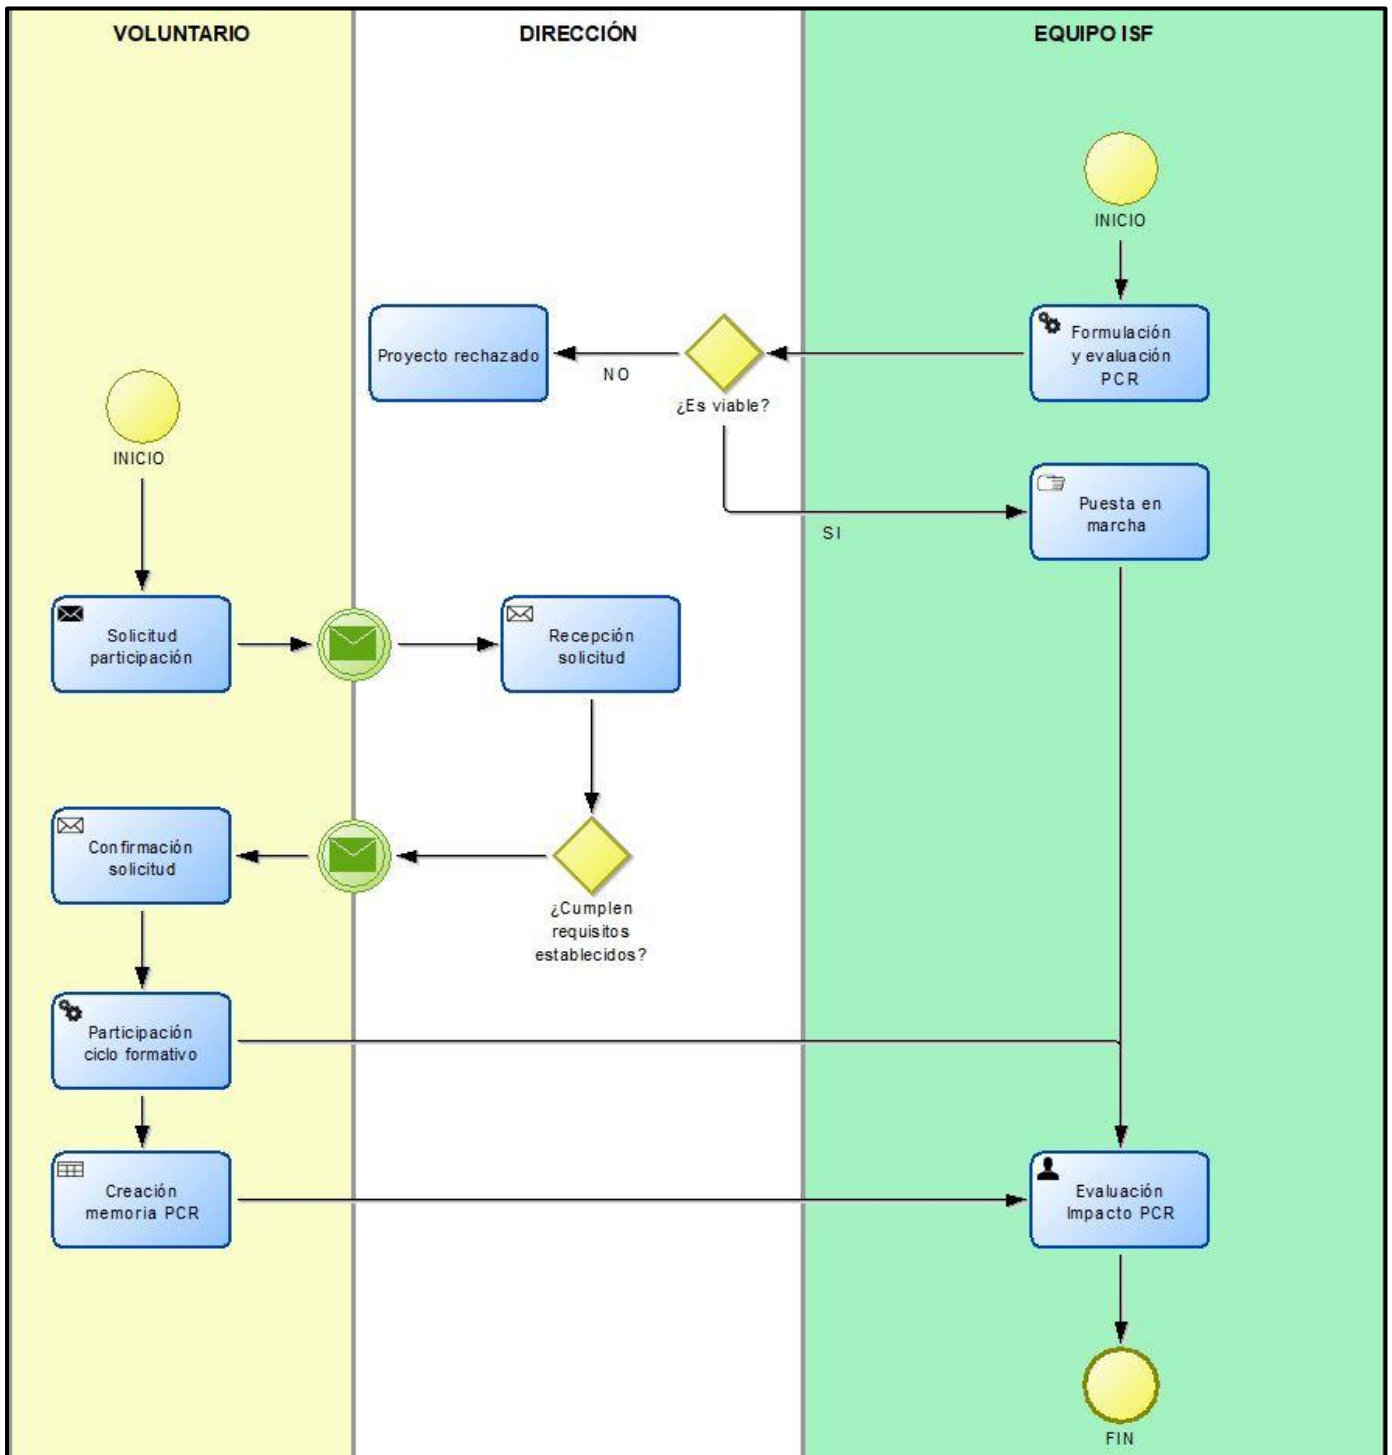 VOLUNTARIO
DIRECCIÓN
EQUIPO ISF
INICIO
Formulación
y evaluación
PCR
¿Es viable?
NO
Proyecto rechazado
SI
Puesta en
marcha
INICIO
Solicitud
participación
Recepción
solicitud
¿Cumplen
requisitos
establecidos?
Confirmación
solicitud
Participación
ciclo formativo
Creación
memoria PCR
Evaluación
Impacto PCR
FIN